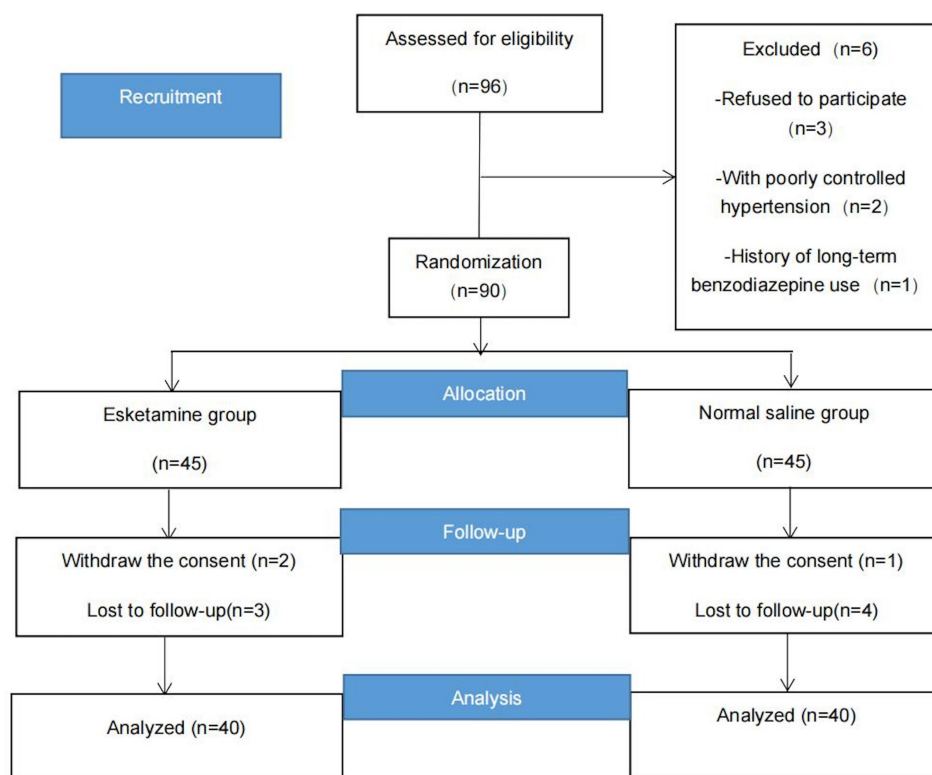 Assessed for eligibility
（n=96）
Recruitment
Excluded（n=6）
-Refused to participate
（n=3）
-With poorly controlled
hypertension（n=2）
-History of long-term
benzodiazepine use（n=1）
Randomization
（n=90）
Esketamine group
(n=45)
Allocation
Normal saline group
(n=45)
Follow-up
Withdraw the consent (n=2)
Lost to follow-up(n=3)
Withdraw the consent (n=1)
Lost to follow-up(n=4)
Analyzed (n=40)
Analysis
Analyzed (n=40)